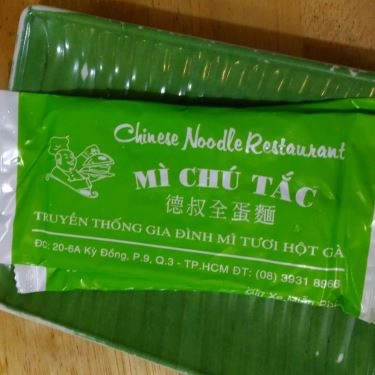 Chinese Noodle Restaurant
MÌ CHÚ TẮC
德叔全蛋麵
TRUYỀN THỐNG GIA ĐÌNH MÌ TƯƠI HỘT GÀ
ĐC: 20-6A Kỳ Đồng, P.9, Q.3 - TP.HCM ĐT: (08) 3931 8966